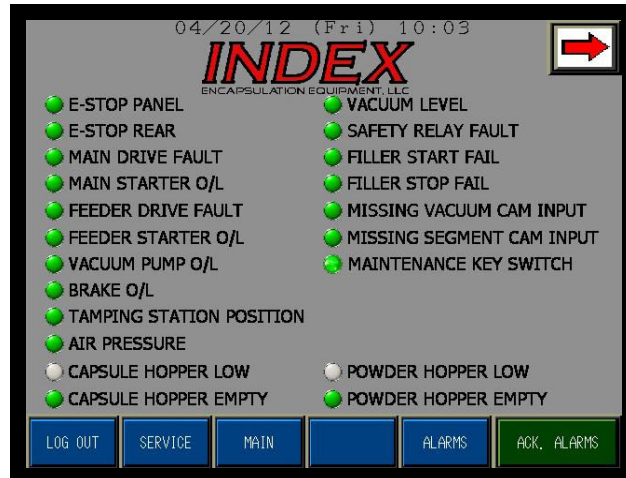 04/20/12 (Fri) 10:03
INDEX
ENCAPSULATION EQUIPMENT, LLC
E-STOP PANEL
E-STOP REAR
MAIN DRIVE FAULT
MAIN STARTER O/L
FEEDER DRIVE FAULT
FEEDER STARTER O/L
VACUUM PUMP O/L
BRAKE O/L
TAMPING STATION POSITION
AIR PRESSURE
CAPSULE HOPPER LOW
CAPSULE HOPPER EMPTY
VACUUM LEVEL
SAFETY RELAY FAULT
FILLER START FAIL
FILLER STOP FAIL
MISSING VACUUM CAM INPUT
MISSING SEGMENT CAM INPUT
MAINTENANCE KEY SWITCH
POWDER HOPPER LOW
POWDER HOPPER EMPTY
LOG OUT
SERVICE
MAIN
ALARMS
ACK. ALARMS